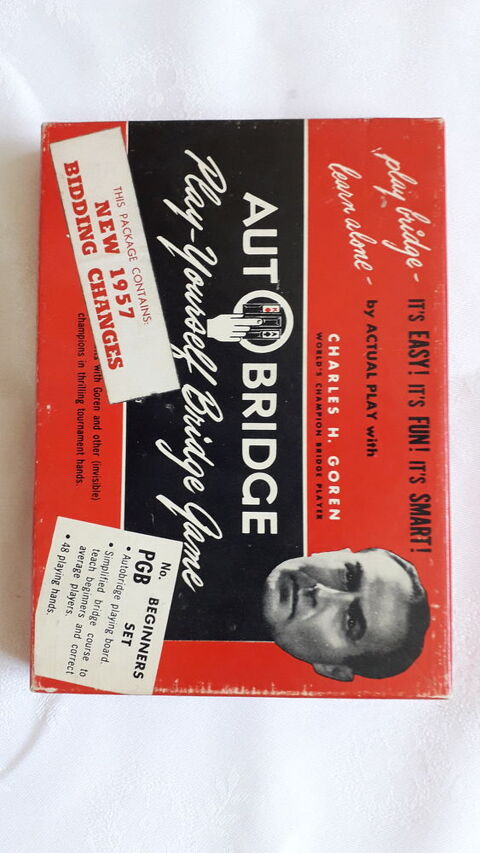 IT'S EASY! IT'S FUN! IT'S SMART!
play bridge -
learn alone - by ACTUAL PLAY with
CHARLES H. GOREN
WORLD'S CHAMPION BRIDGE PLAYER
AUTOBRIDGE
Play-Yourself Bridge Game
THIS PACKAGE CONTAINS:
NEW 1957
BIDDING CHANGES
with Goren and other (invisible)
champions in thrilling tournament hands.
No. BEGINNERS
PGB SET
• Autobridge playing board.
• Simplified bridge course to
teach beginners and correct
average players.
• 48 playing hands.